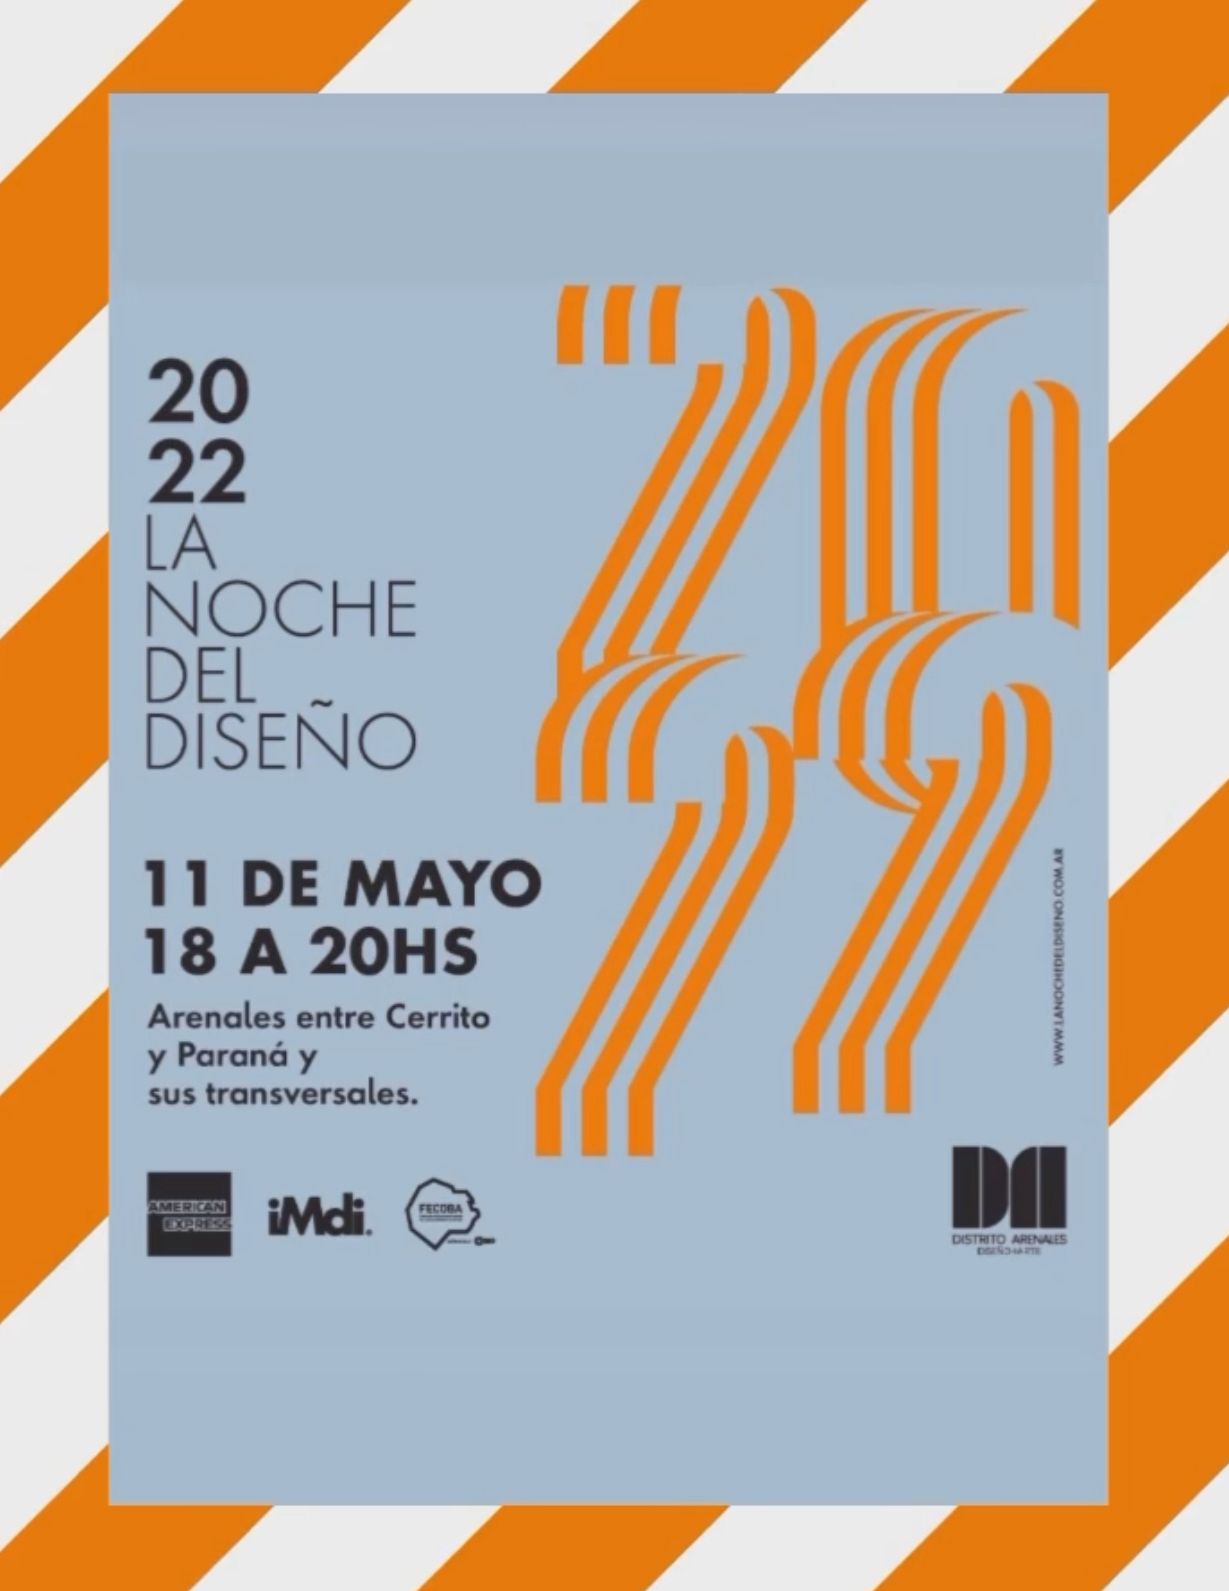 20
22
LA
NOCHE
DEL
DISEÑO
11 DE MAYO
18 A 20HS
Arenales entre Cerrito
y Paraná y
sus transversales.
WWW.LANOCHEDELDISENO.COM.AR
AMERICAN
EXPRESS
iMdi.
FECOBA
DISTRITO ARENALES